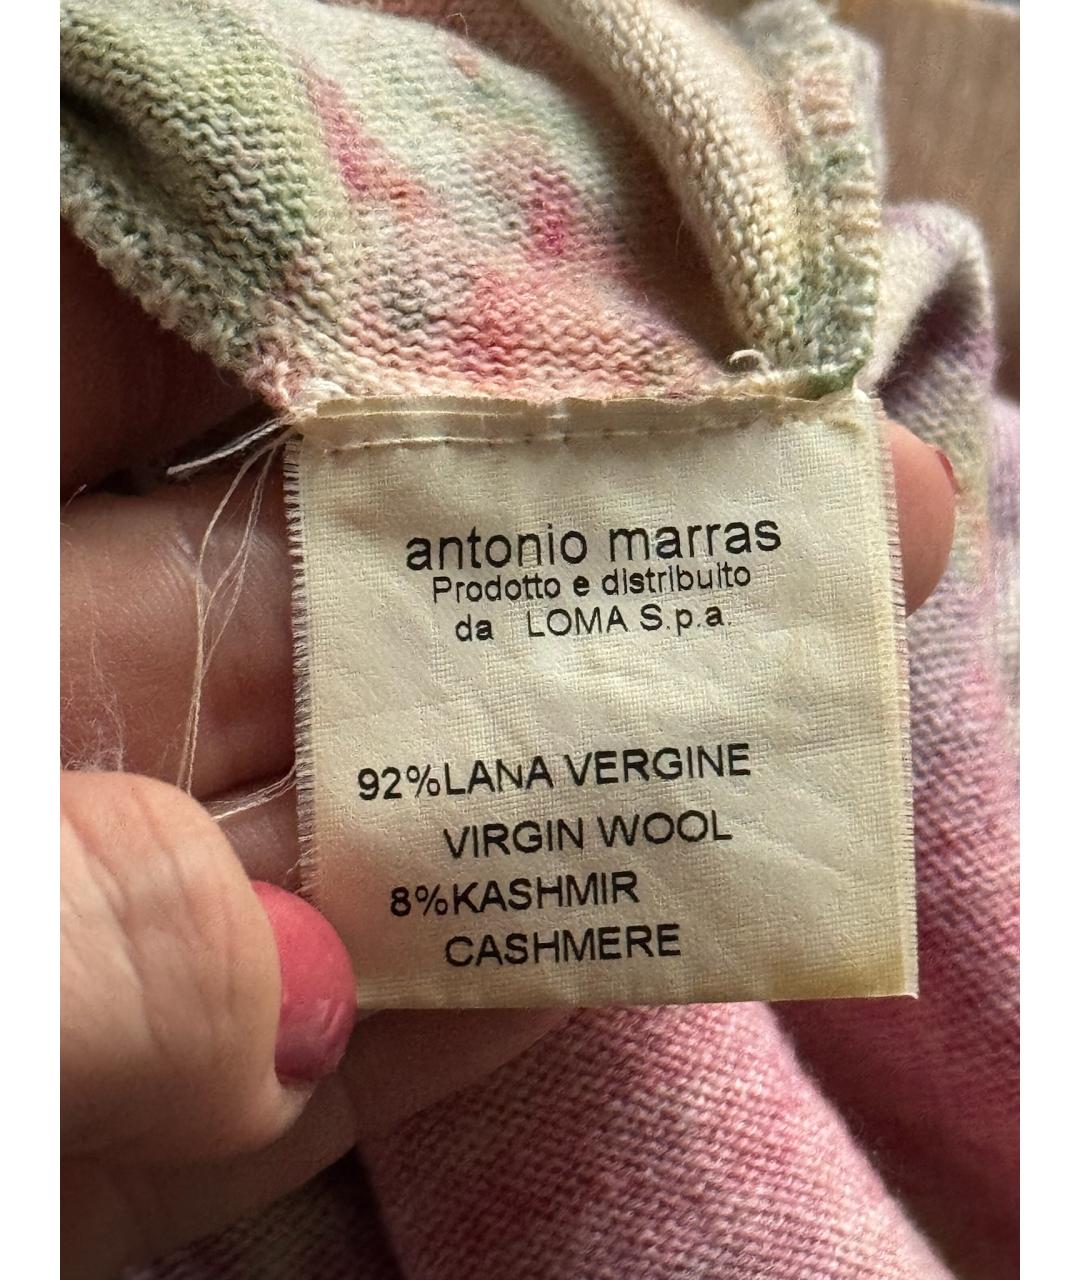 antonio marras
Prodotto e distribuito
da LOMA S.p.a.
92%LANA VERGINE
VIRGIN WOOL
8%KASHMIR
CASHMERE